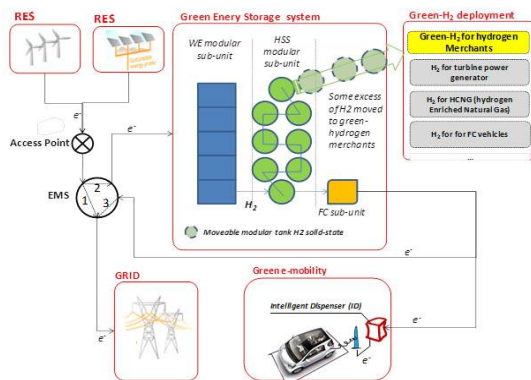 RES
RES
Green Enery Storage system
Green-H2 deployment
Green-H2 for hydrogen
Merchants
H2 for turbine power
generator
H2 for HCNG (hydrogen
Enriched Natural Gas)
H2 for for FC vehicles
...
WE modular
sub-unit
HSS
modular
sub-unit
Some excess
of H2 moved
to green-
hydrogen
merchants
e-
Access Point
e-
EMS
1
2
3
H2
FC sub-unit
Moveable modular tank H2 solid-state
e-
GRID
e-
Green e-mobility
Intelligent Dispenser (ID)
e-
e-